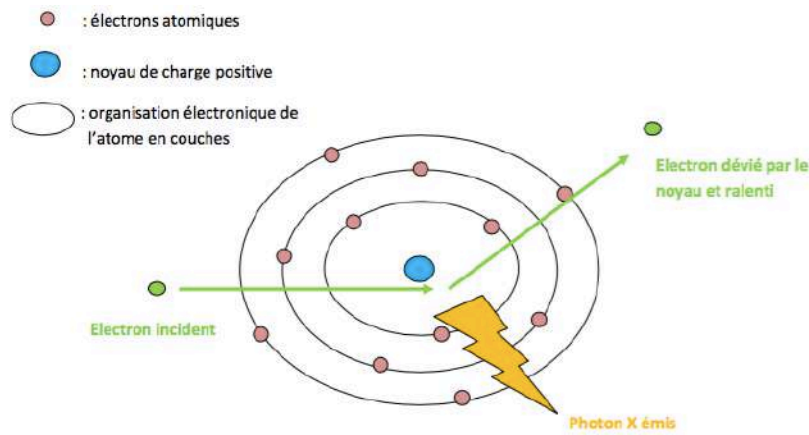 : électrons atomiques
: noyau de charge positive
: organisation électronique de
l'atome en couches
Electron dévié par le
noyau et ralenti
Electron incident
Photon X émis